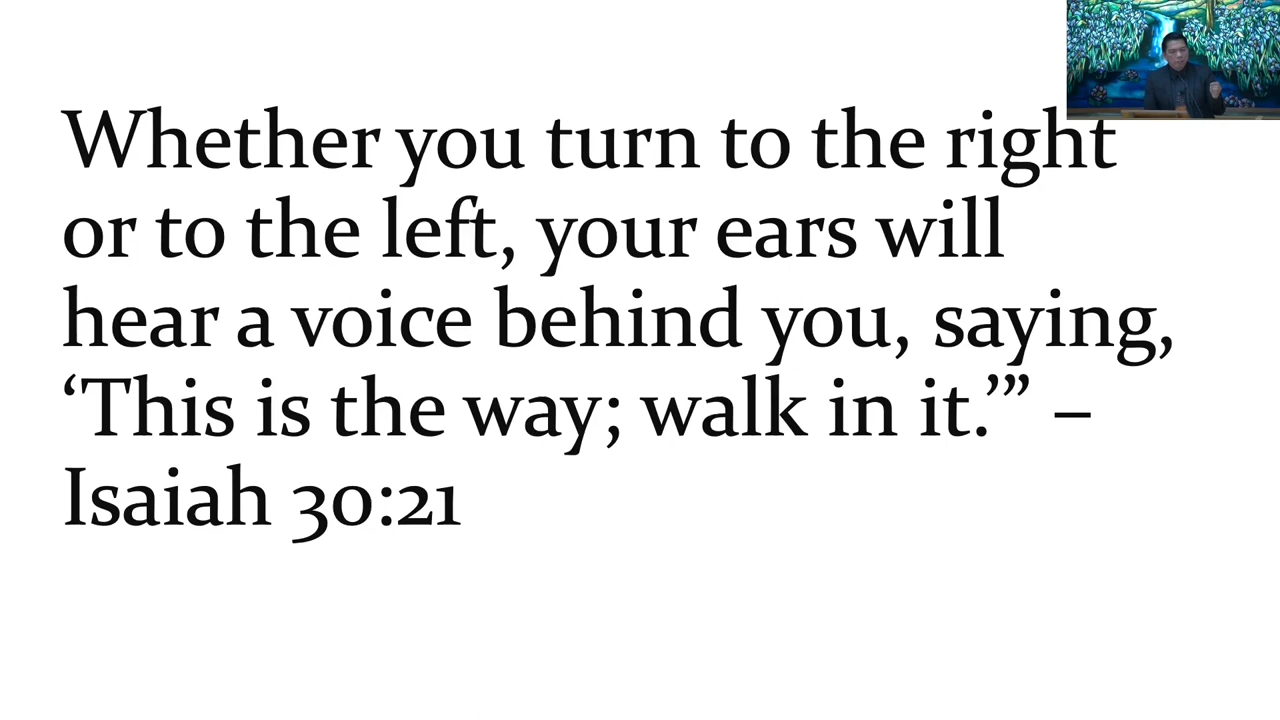 Whether you turn to the right
or to the left, your ears will
hear a voice behind you, saying,
‘This is the way; walk in it.’” –
Isaiah 30:21